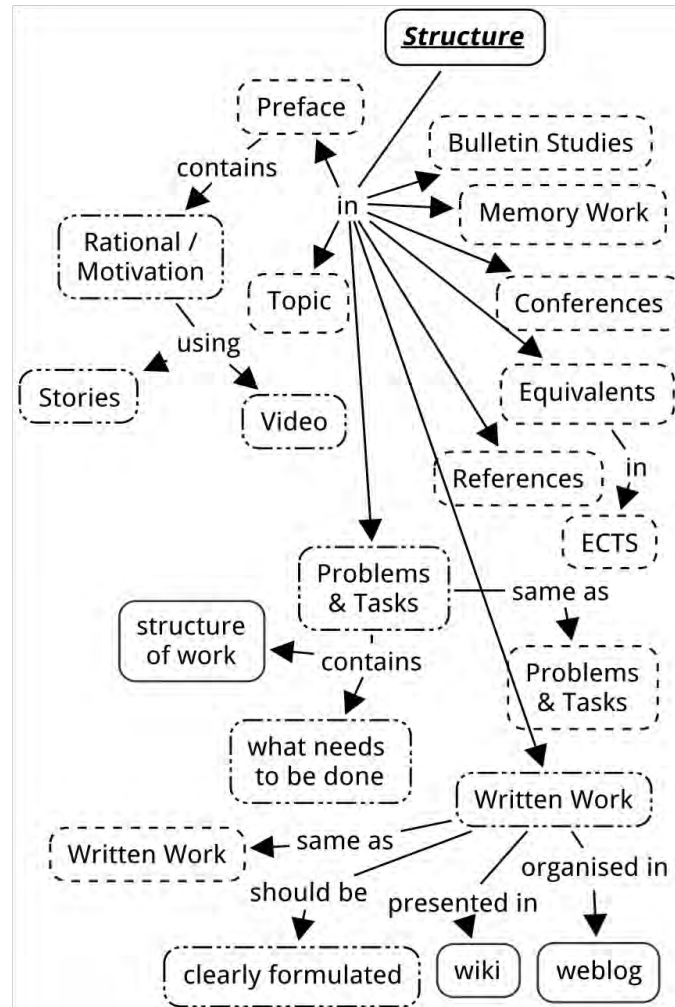 Structure
Preface
Bulletin Studies
contains
in
Memory Work
Rational /
Motivation
Topic
Conferences
using
Stories
Video
Equivalents
References
in
ECTS
Problems
& Tasks
same as
structure
of work
contains
Problems
& Tasks
what needs
to be done
Written Work
Written Work
same as
organised in
should be
presented in
clearly formulated
wiki
weblog